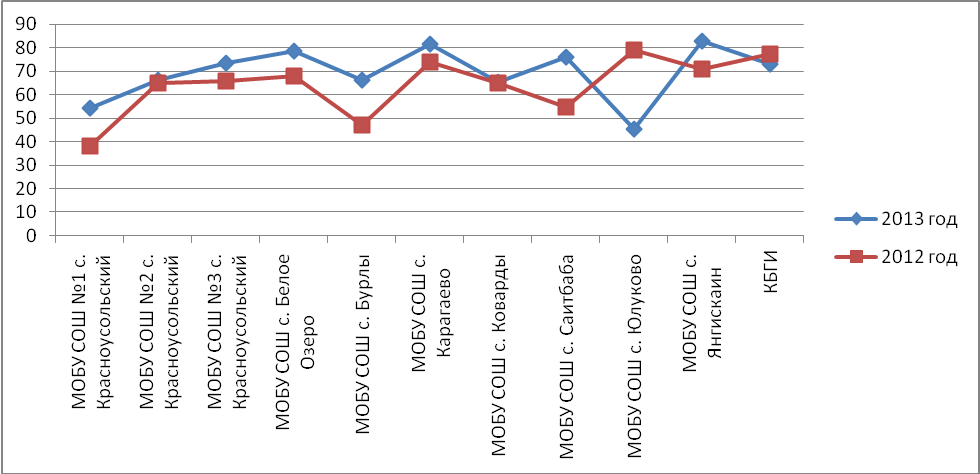 90
80
70
60
50
40
30
20
10
0
МОБУ СОШ №1 с.
Красноусольский
МОБУ СОШ №2 с.
Красноусольский
МОБУ СОШ №3 с.
Красноусольский
МОБУ СОШ с. Белое
Озеро
МОБУ СОШ с. Бурлы
МОБУ СОШ с.
Карагаево
МОБУ СОШ с. Коварды
МОБУ СОШ с. Саитбаба
МОБУ СОШ с. Юлуково
МОБУ СОШ с.
Янгискаин
КБГИ
2013 год
2012 год